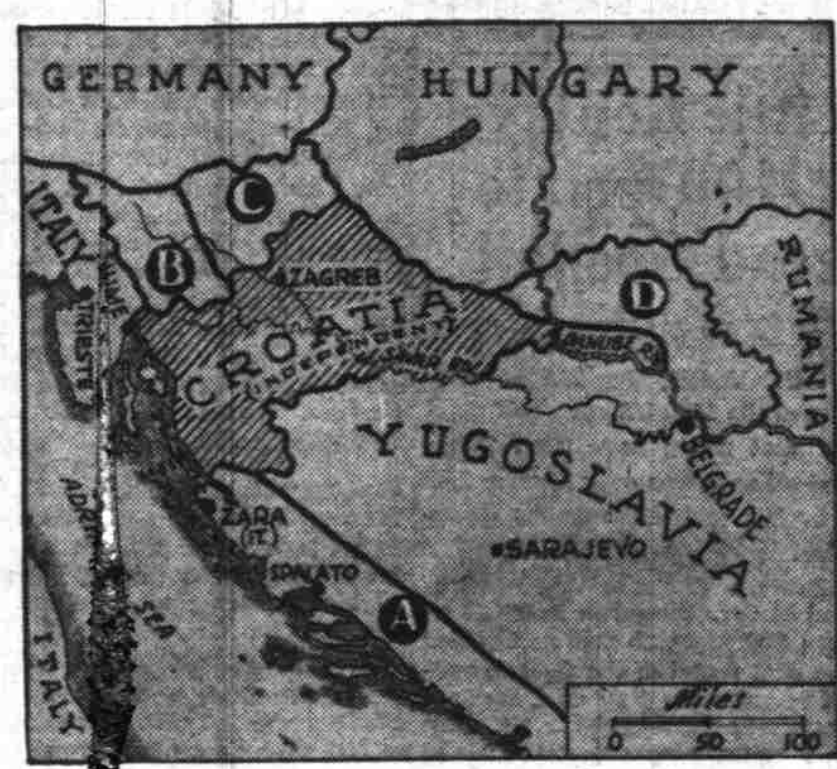 GERMANY
HUNGARY
C
ITALY
B
FIUME
TRIESTE
ZAGREB
CROATIA
(INDEPENDENT)
D
RUMANIA
DANUBE
YUGOSLAVIA
BELGRADE
ZARA
(IT.)
SARAJEVO
SPALATO
A
SEA
ITALY
Miles
0 50 100